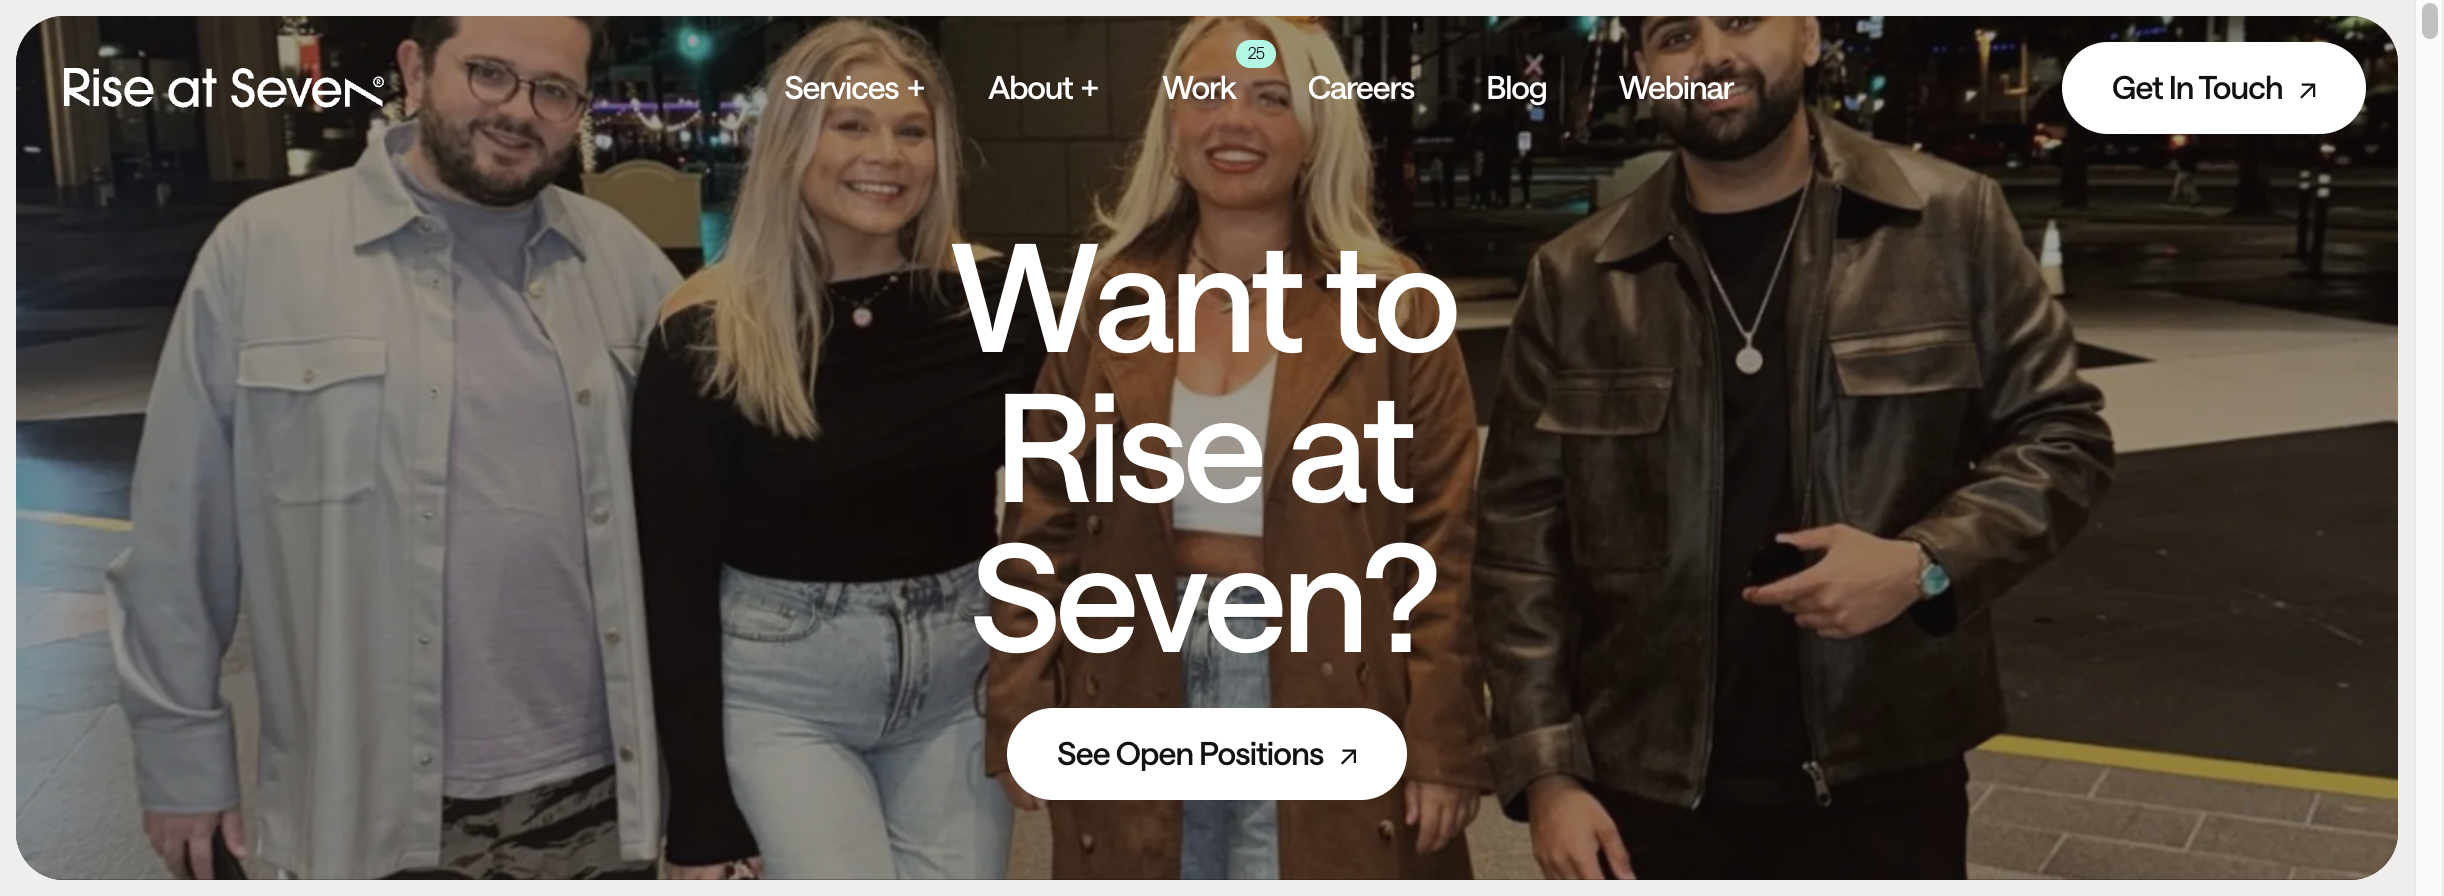 Rise at Seven®
Services +
About +
Work
25
Careers
Blog
Webinar
Get In Touch
Want to
Rise at
Seven?
See Open Positions